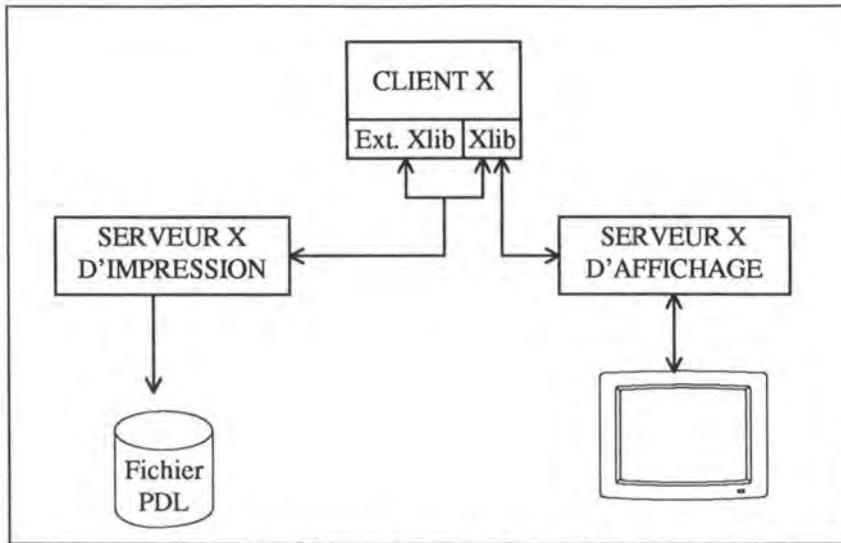 CLIENT X
Ext. Xlib
Xlib
SERVEUR X
D'IMPRESSION
SERVEUR X
D'AFFICHAGE
Fichier
PDL